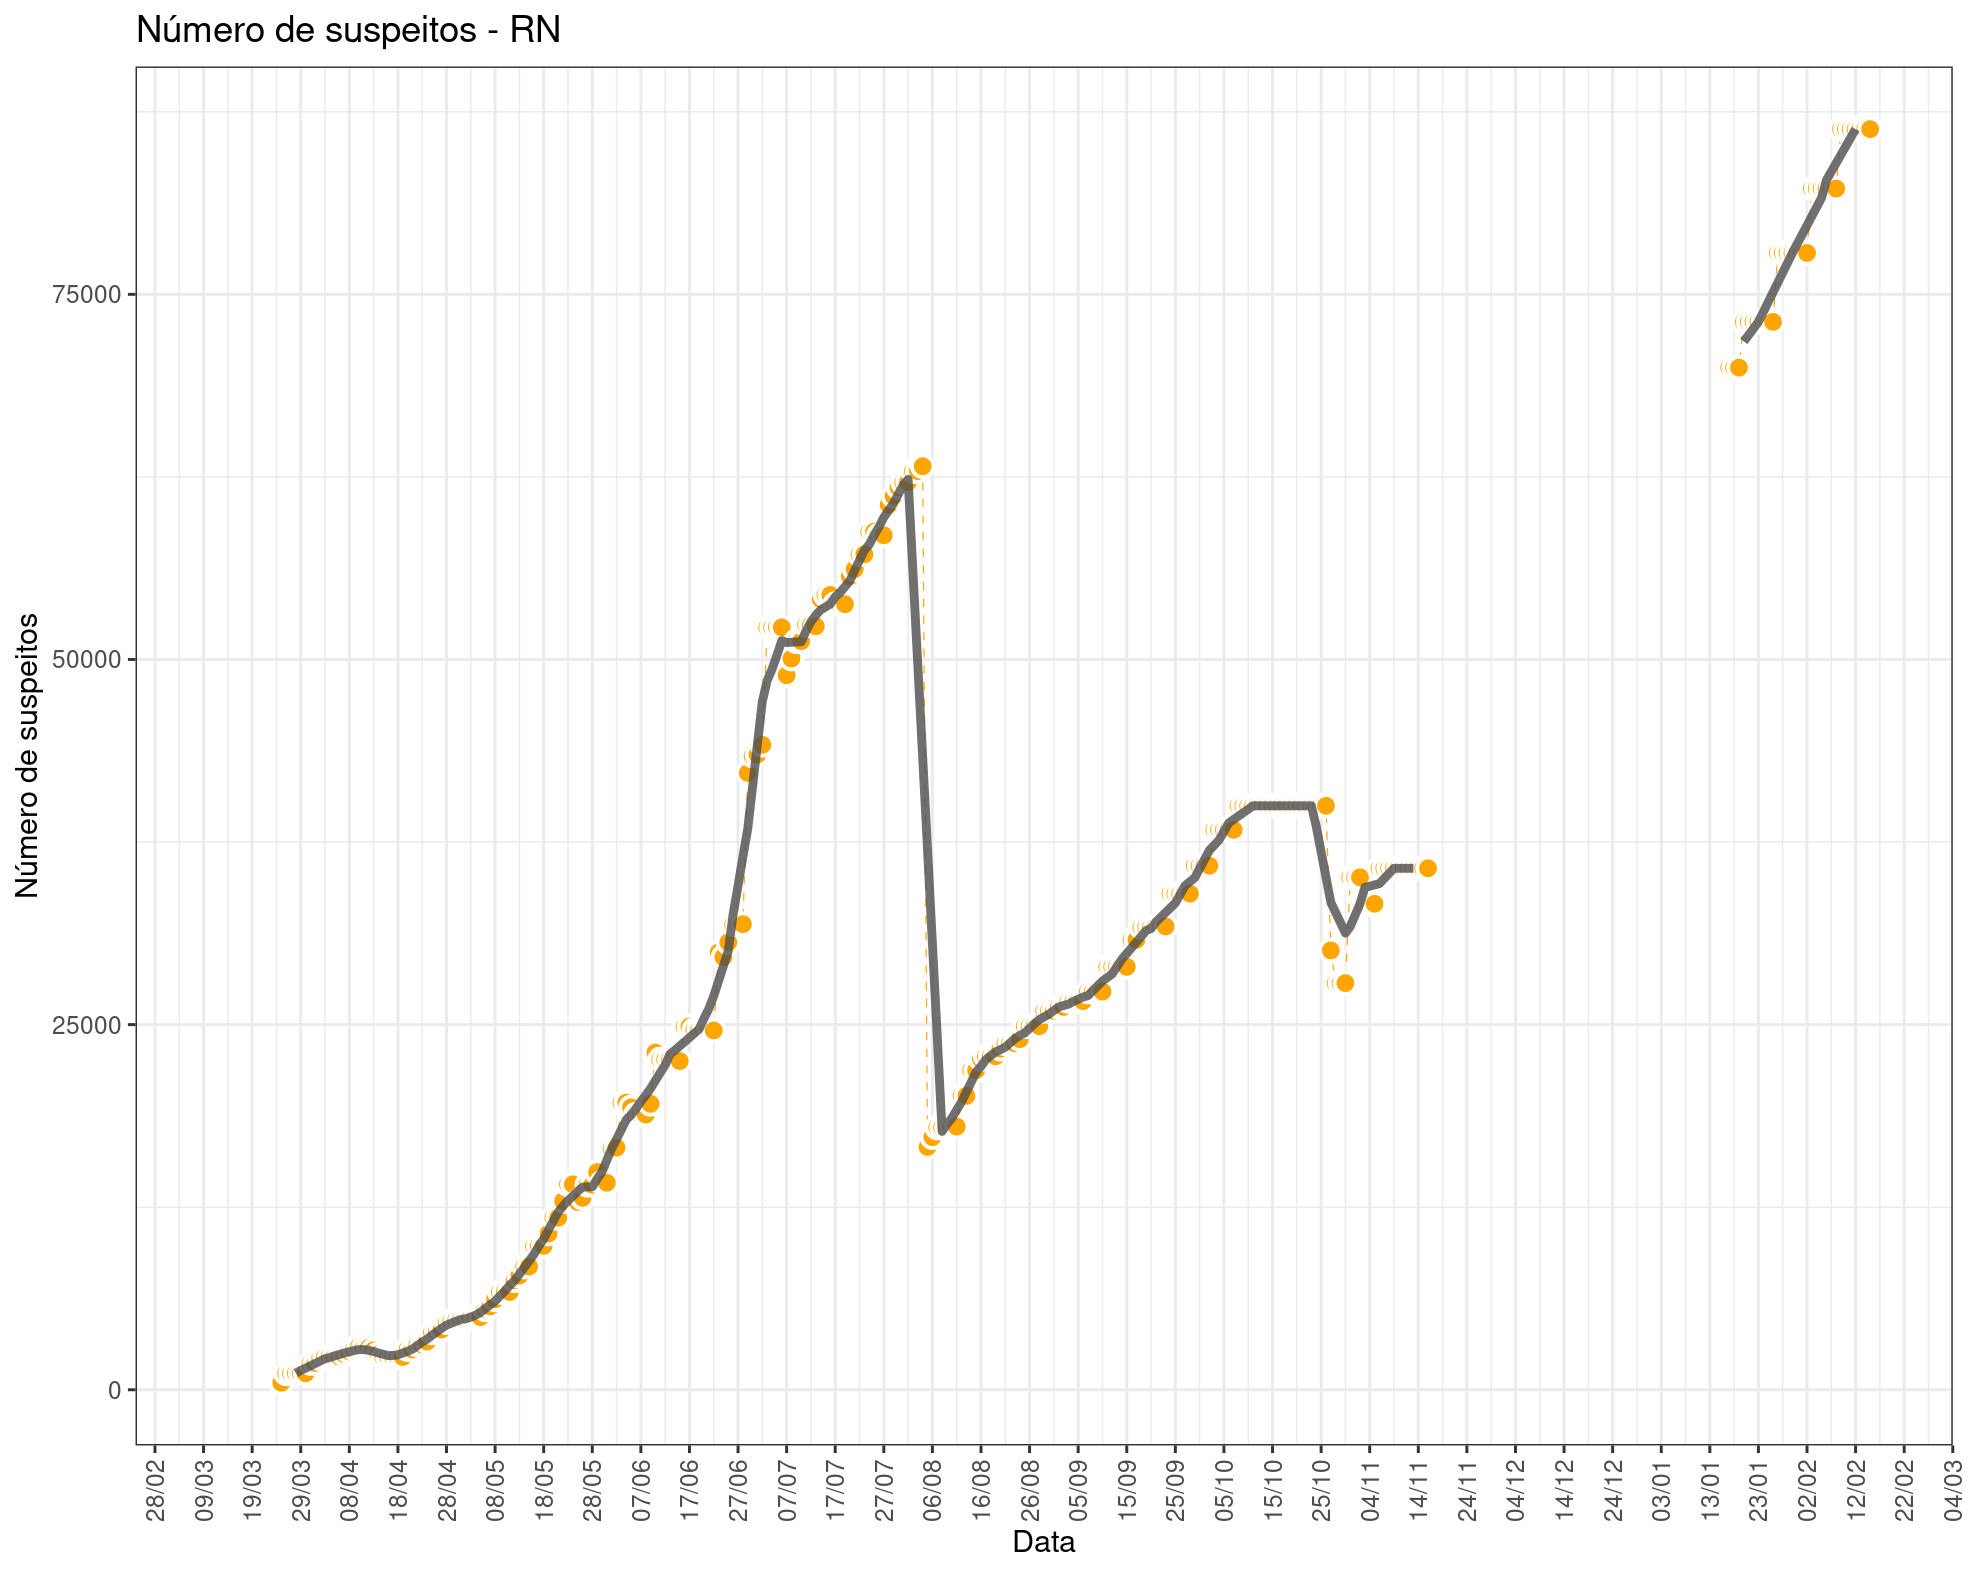 Número de suspeitos - RN
Número de suspeitos
75000
50000
25000
0
28/02 09/03 19/03 29/03 08/04 18/04 28/04 08/05 18/05 28/05 07/06 17/06 27/06 07/07 17/07 27/07 06/08 16/08 26/08 05/09 15/09 25/09 05/10 15/10 25/10 04/11 14/11 24/11 04/12 14/12 24/12 03/01 13/01 23/01 02/02 12/02 22/02 04/03
Data